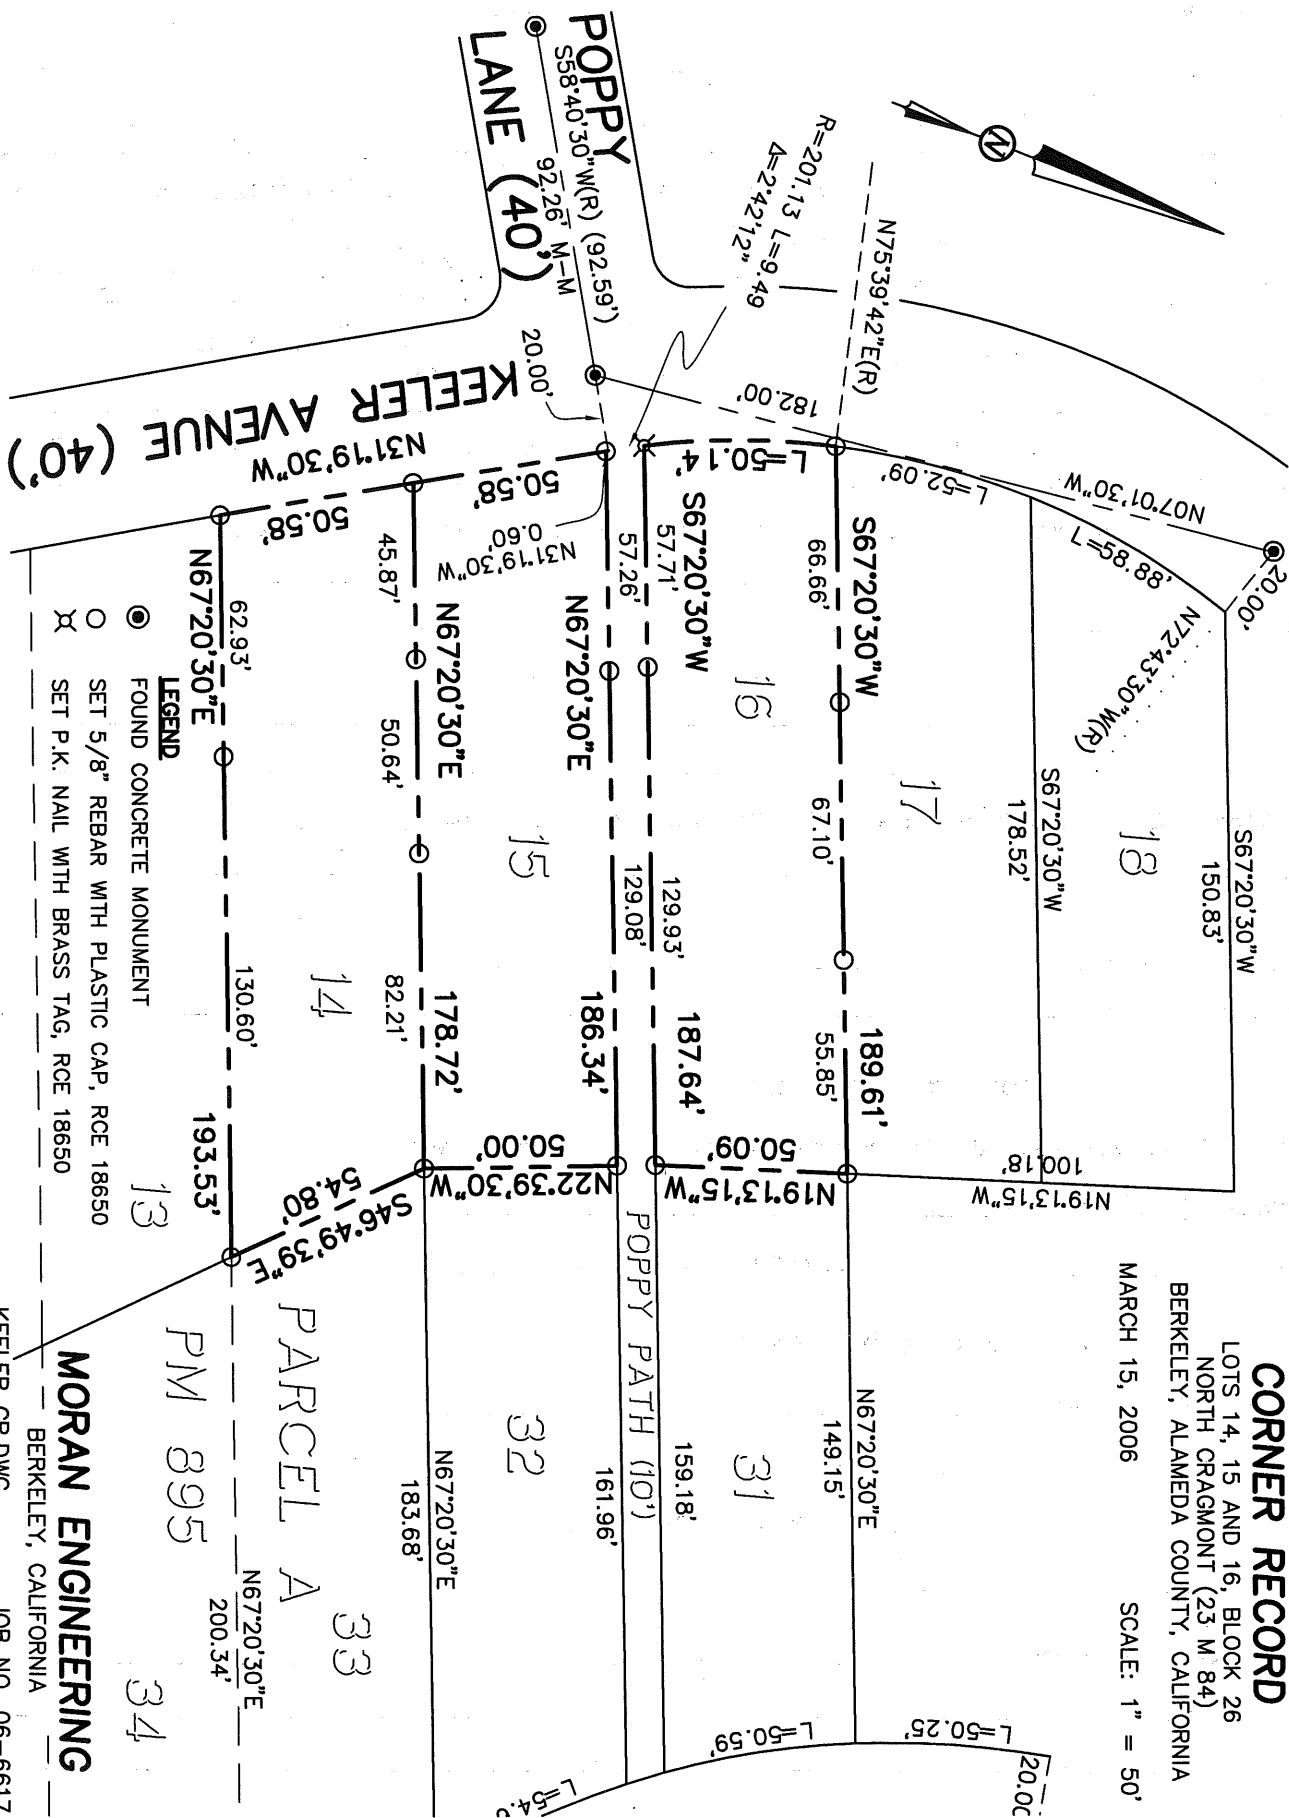 CORNER RECORD
LOTS 14, 15 AND 16, BLOCK 26
NORTH CRAGMONT (23 M 84)
BERKELEY, ALAMEDA COUNTY, CALIFORNIA
MARCH 15, 2006
SCALE: 1" = 50'
N
POPPY
LANE (40')
S58°40'30"W(R) (92.59')
92.26' M-M
R=201.13 L=9.49
Δ=2°42'12"
N75°39'42"E(R)
20.00'
182.00'
N07°01'30"W
20.00'
N72°43'30"W(R)
KEELER AVENUE (40')
N31°19'30"W
50.58'
50.58'
N31°19'30"W
0.60'
L=50.14'
L=52.09'
L=58.88'
S67°20'30"W
150.83'
18
S67°20'30"W
178.52'
17
S67°20'30"W
66.66'
67.10'
55.85'
189.61'
16
S67°20'30"W
57.71'
129.93'
187.64'
57.26'
129.08'
N67°20'30"E
186.34'
15
45.87'
N67°20'30"E
50.64'
82.21'
178.72'
14
62.93'
N67°20'30"E
130.60'
193.53'
13
N19°13'15"W
100.18'
N19°13'15"W
50.09'
N22°39'30"W
50.00'
S46°49'39"E
54.80'
N67°20'30"E
149.15'
31
159.18'
POPPY PATH (10')
161.96'
32
N67°20'30"E
183.68'
33
PARCEL A
PM 895
N67°20'30"E
200.34'
34
L=50.25'
L=50.59'
LEGEND
FOUND CONCRETE MONUMENT
SET 5/8" REBAR WITH PLASTIC CAP, RCE 18650
SET P.K. NAIL WITH BRASS TAG, RCE 18650
MORAN ENGINEERING
BERKELEY, CALIFORNIA
KEELER CR.DWG
JOB NO. 06-6617